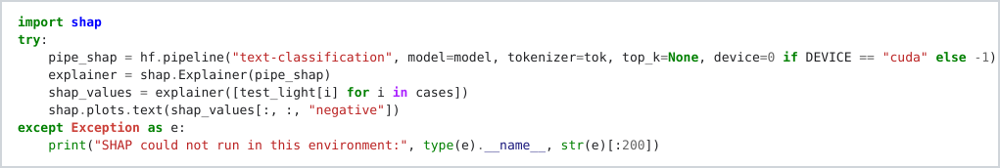 import shap
try:
    pipe_shap = hf.pipeline("text-classification", model=model, tokenizer=tok, top_k=None, device=0 if DEVICE == "cuda" else -1)
    explainer = shap.Explainer(pipe_shap)
    shap_values = explainer([test_light[i] for i in cases])
    shap.plots.text(shap_values[:, :, "negative"])
except Exception as e:
    print("SHAP could not run in this environment:", type(e).__name__, str(e)[:200])